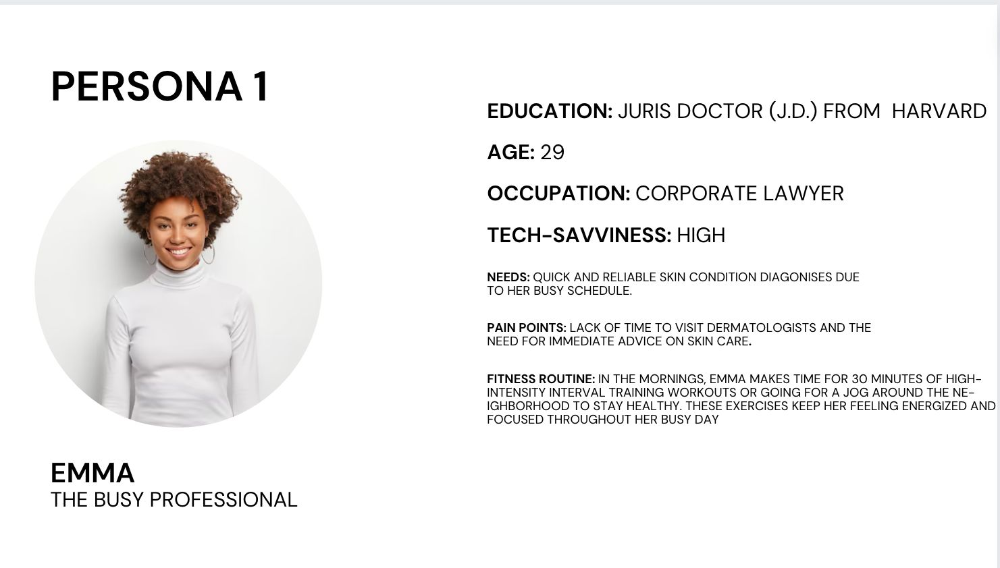 PERSONA 1
EMMA
THE BUSY PROFESSIONAL
EDUCATION: JURIS DOCTOR (J.D.) FROM  HARVARD
AGE: 29
OCCUPATION: CORPORATE LAWYER
TECH-SAVVINESS: HIGH
NEEDS: QUICK AND RELIABLE SKIN CONDITION DIAGONISES DUE
TO HER BUSY SCHEDULE.
PAIN POINTS: LACK OF TIME TO VISIT DERMATOLOGISTS AND THE
NEED FOR IMMEDIATE ADVICE ON SKIN CARE.
FITNESS ROUTINE: IN THE MORNINGS, EMMA MAKES TIME FOR 30 MINUTES OF HIGH-
INTENSITY INTERVAL TRAINING WORKOUTS OR GOING FOR A JOG AROUND THE NE-
IGHBORHOOD TO STAY HEALTHY. THESE EXERCISES KEEP HER FEELING ENERGIZED AND
FOCUSED THROUGHOUT HER BUSY DAY